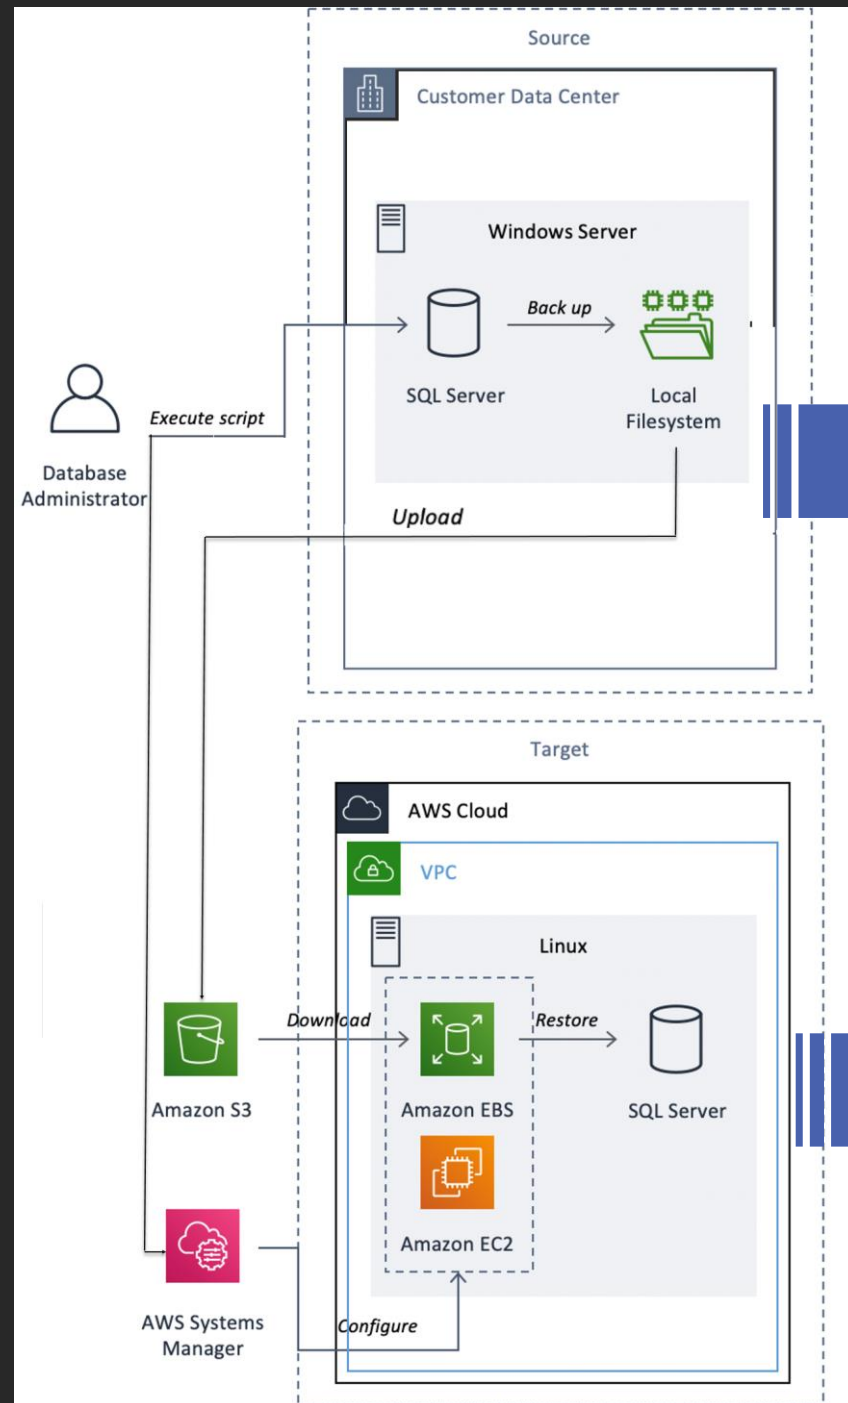 Source
Customer Data Center
Windows Server
Back up
SQL Server
Local
Filesystem
Execute script
Database
Administrator
Upload
Target
AWS Cloud
VPC
Linux
Download
Restore
Amazon S3
Amazon EBS
SQL Server
Amazon EC2
AWS Systems
Manager
Configure